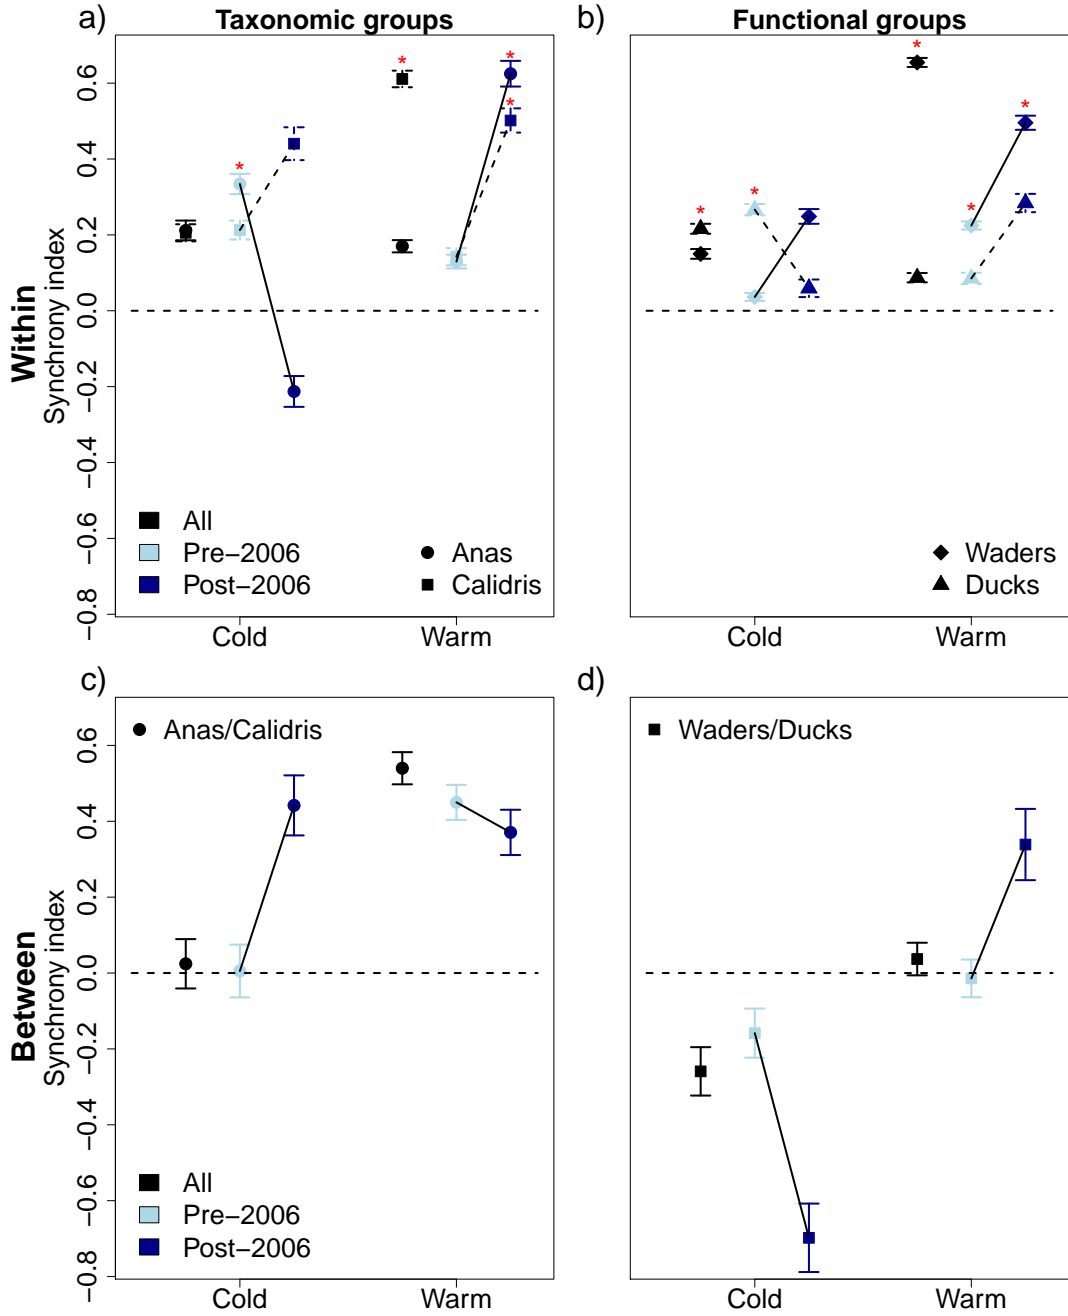 a) Taxonomic groups
b) Functional groups
Within
Synchrony index
0.6
0.4
0.2
0.0
−0.2
−0.4
−0.6
−0.8
* * * * *
* * * * *
All
Pre−2006
Post−2006
Anas
Calidris
Waders
Ducks
Cold Warm
Cold Warm
c)
d)
Between
Synchrony index
0.6
0.4
0.2
0.0
−0.2
−0.4
−0.6
−0.8
Anas/Calidris
Waders/Ducks
All
Pre−2006
Post−2006
Cold Warm
Cold Warm